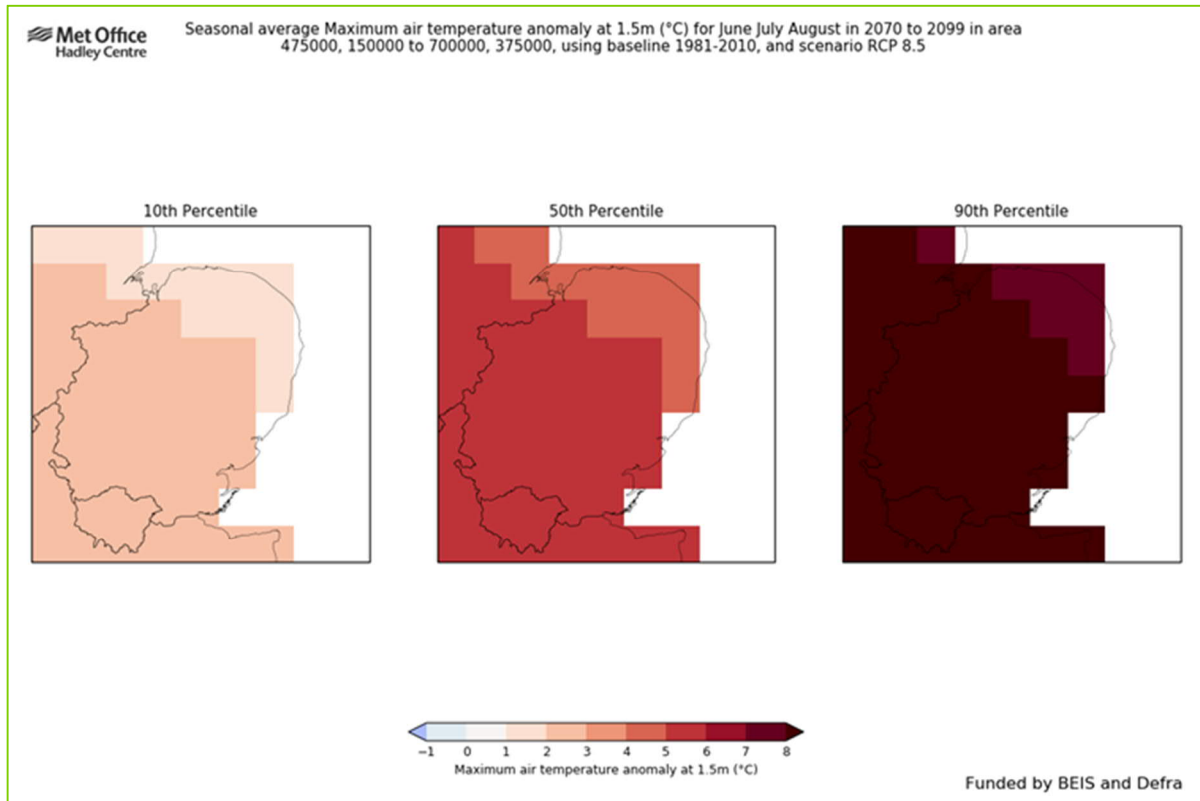 Met Office
Hadley Centre
Seasonal average Maximum air temperature anomaly at 1.5m (°C) for June July August in 2070 to 2099 in area
475000, 150000 to 700000, 375000, using baseline 1981-2010, and scenario RCP 8.5
10th Percentile
50th Percentile
90th Percentile
−1 0 1 2 3 4 5 6 7 8
Maximum air temperature anomaly at 1.5m (°C)
Funded by BEIS and Defra